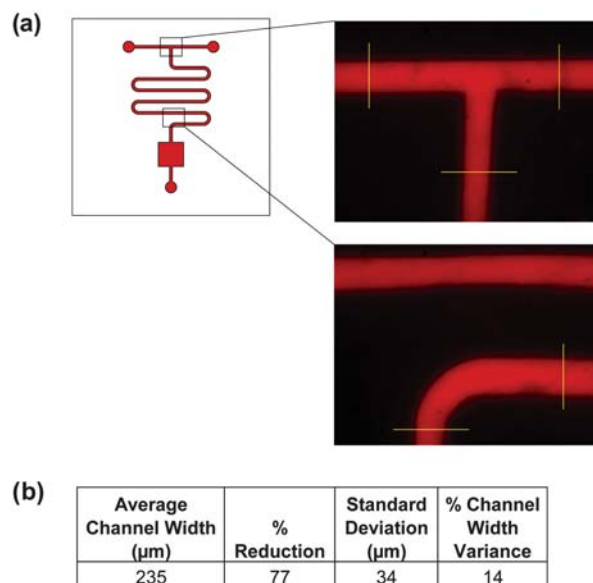 (a)
(b)
Average
Channel Width
(μm)
%
Reduction
Standard
Deviation
(μm)
% Channel
Width
Variance
235
77
34
14